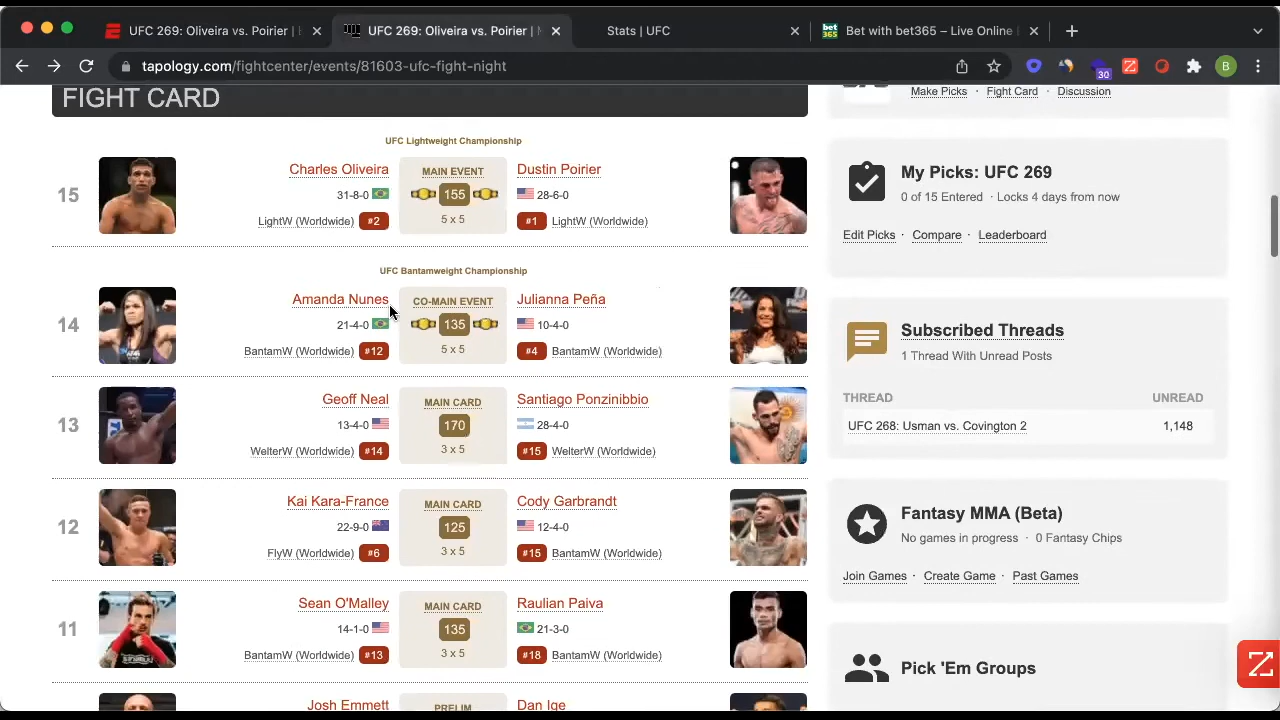 UFC 269: Oliveira vs. Poirier |
UFC 269: Oliveira vs. Poirier |
Stats | UFC
bet365
Bet with bet365 – Live Online
tapology.com/fightcenter/events/81603-ufc-fight-night
30
B
FIGHT CARD
UFC Lightweight Championship
15
Charles Oliveira
MAIN EVENT
Dustin Poirier
31-8-0
155
28-6-0
LightW (Worldwide) #2
5 x 5
#1 LightW (Worldwide)
UFC Bantamweight Championship
14
Amanda Nunes
CO-MAIN EVENT
Julianna Peña
21-4-0
135
10-4-0
BantamW (Worldwide) #12
5 x 5
#4 BantamW (Worldwide)
13
Geoff Neal
MAIN CARD
Santiago Ponzinibbio
13-4-0
170
28-4-0
WelterW (Worldwide) #14
3 x 5
#15 WelterW (Worldwide)
12
Kai Kara-France
MAIN CARD
Cody Garbrandt
22-9-0
125
12-4-0
FlyW (Worldwide) #6
3 x 5
#15 BantamW (Worldwide)
11
Sean O'Malley
MAIN CARD
Raulian Paiva
14-1-0
135
21-3-0
BantamW (Worldwide) #13
3 x 5
#18 BantamW (Worldwide)
Josh Emmett
PRELIM
Dan Ige
Make Picks · Fight Card · Discussion
My Picks: UFC 269
0 of 15 Entered · Locks 4 days from now
Edit Picks · Compare · Leaderboard
Subscribed Threads
1 Thread With Unread Posts
THREAD UNREAD
UFC 268: Usman vs. Covington 2 1,148
Fantasy MMA (Beta)
No games in progress · 0 Fantasy Chips
Join Games · Create Game · Past Games
Pick 'Em Groups